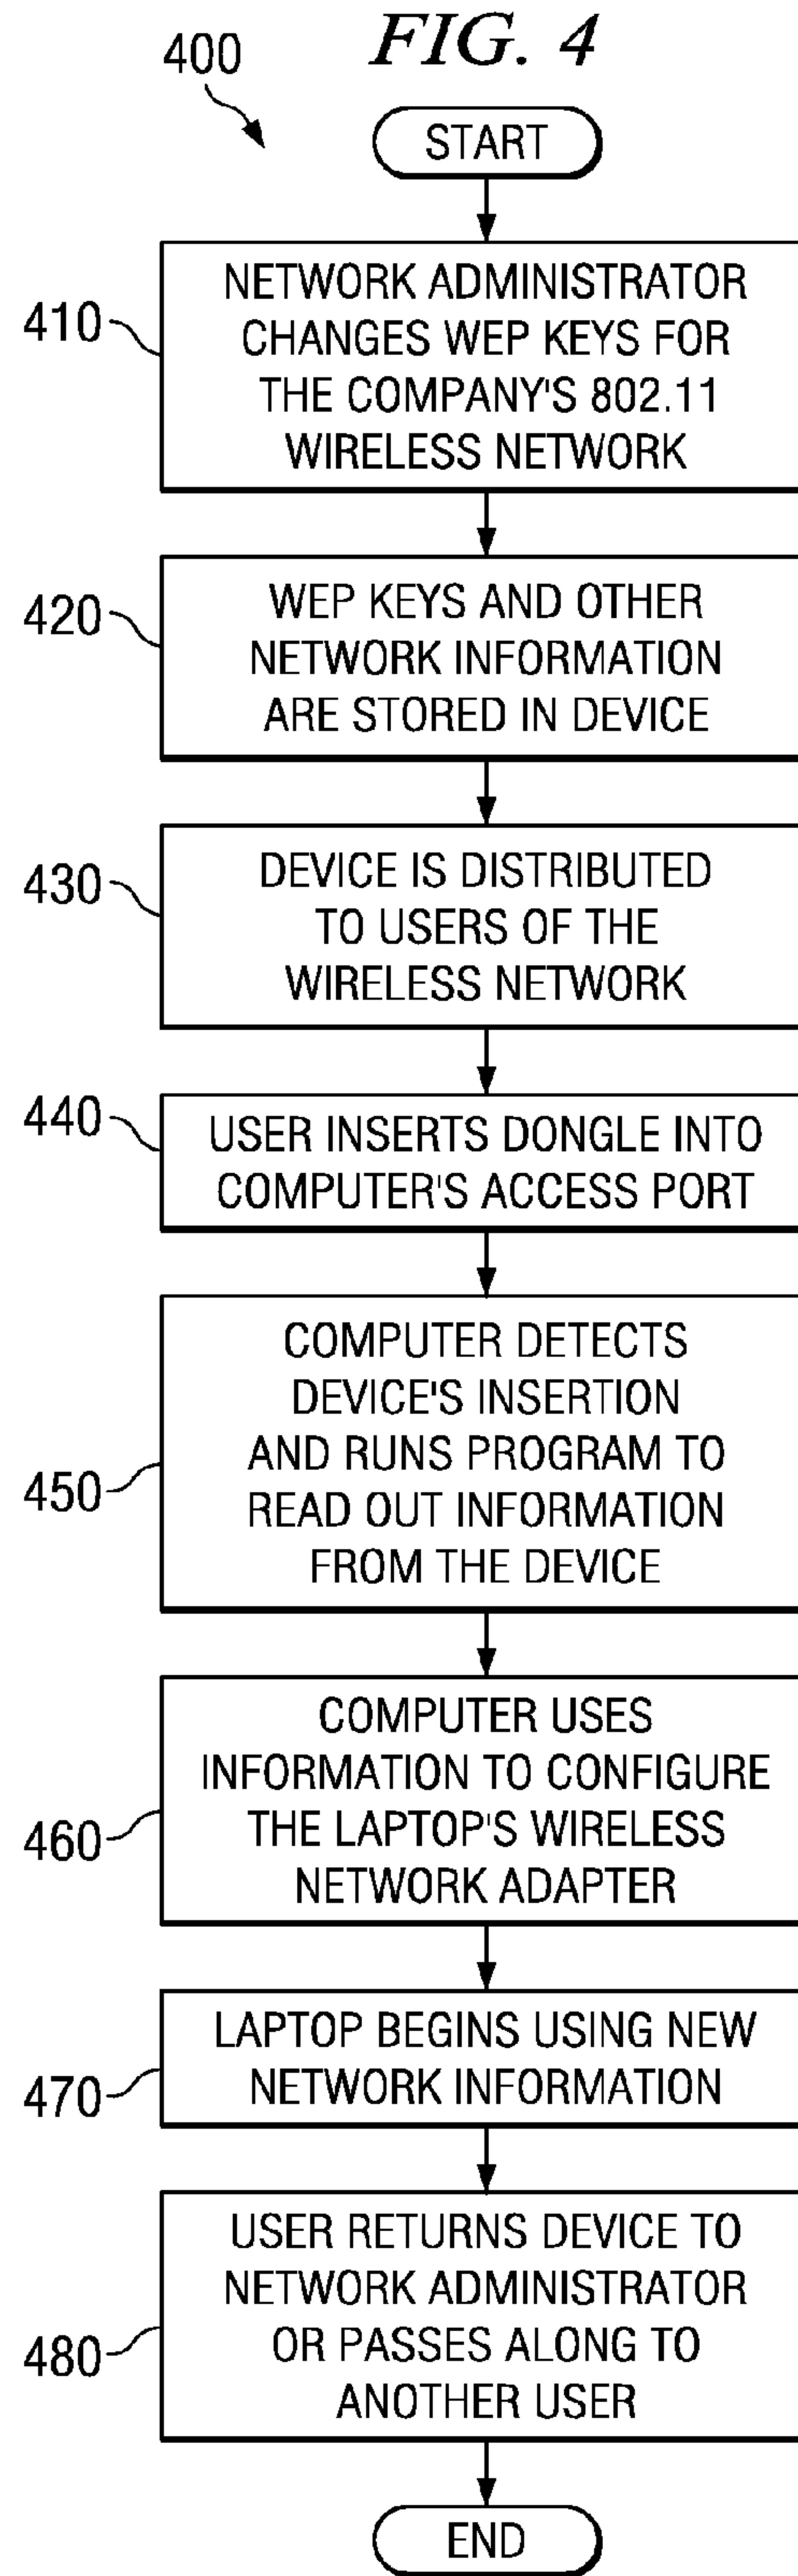 FIG. 4
400
START
410
NETWORK ADMINISTRATOR
CHANGES WEP KEYS FOR
THE COMPANY'S 802.11
WIRELESS NETWORK
420
WEP KEYS AND OTHER
NETWORK INFORMATION
ARE STORED IN DEVICE
430
DEVICE IS DISTRIBUTED
TO USERS OF THE
WIRELESS NETWORK
440
USER INSERTS DONGLE INTO
COMPUTER'S ACCESS PORT
450
COMPUTER DETECTS
DEVICE'S INSERTION
AND RUNS PROGRAM TO
READ OUT INFORMATION
FROM THE DEVICE
460
COMPUTER USES
INFORMATION TO CONFIGURE
THE LAPTOP'S WIRELESS
NETWORK ADAPTER
470
LAPTOP BEGINS USING NEW
NETWORK INFORMATION
480
USER RETURNS DEVICE TO
NETWORK ADMINISTRATOR
OR PASSES ALONG TO
ANOTHER USER
END